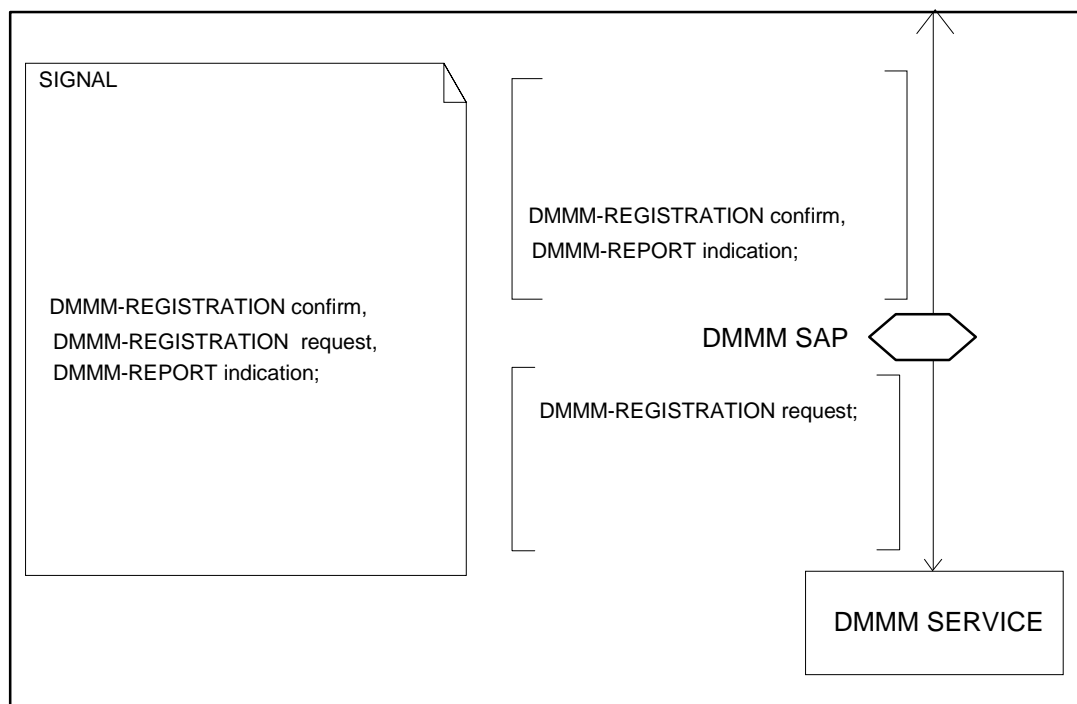 SIGNAL
DMMM-REGISTRATION confirm,
DMMM-REGISTRATION  request,
DMMM-REPORT indication;
DMMM-REGISTRATION confirm,
DMMM-REPORT indication;
DMMM SAP
DMMM-REGISTRATION request;
DMMM SERVICE